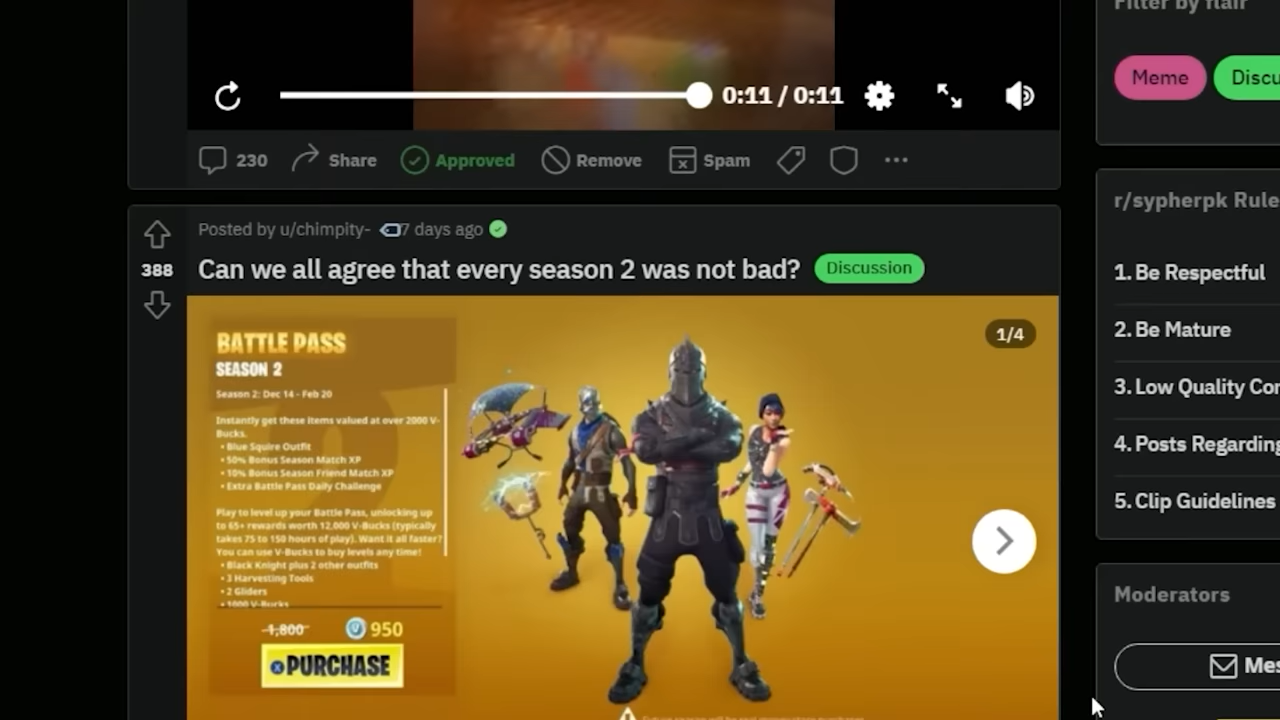 Filter by flair
Meme
Discu
0:11 / 0:11
230 Share Approved Remove Spam
r/sypherpk Rule
1. Be Respectful
2. Be Mature
3. Low Quality Con
4. Posts Regarding
5. Clip Guidelines
Posted by u/chimpity- 7 days ago
388
Can we all agree that every season 2 was not bad? Discussion
1/4
BATTLE PASS
SEASON 2
Season 2: Dec 14 - Feb 20
Instantly get these items valued at over 2000 V-
Bucks.
• Blue Squire Outfit
• 50% Bonus Season Match XP
• 10% Bonus Season Friend Match XP
• Extra Battle Pass Daily Challenge
Play to level up your Battle Pass, unlocking up
to 65+ rewards worth 12,000 V-Bucks (typically
takes 75 to 150 hours of play). Want it all faster?
You can use V-Bucks to buy levels any time!
• Black Knight plus 2 other outfits
• 3 Harvesting Tools
• 2 Gliders
• 1000 V-Bucks
1,800 950
PURCHASE
Moderators
Mes